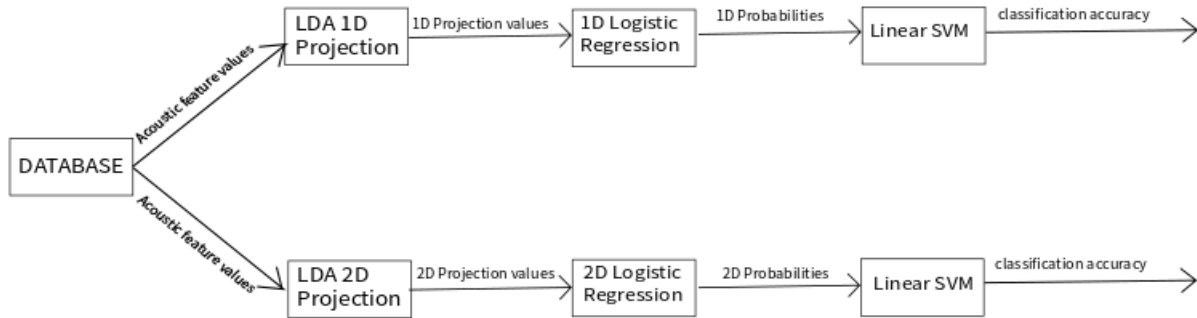 LDA 1D
Projection
1D Projection values
1D Logistic
Regression
1D Probabilities
Linear SVM
classification accuracy
Acoustic feature values
DATABASE
Acoustic feature values
LDA 2D
Projection
2D Projection values
2D Logistic
Regression
2D Probabilities
Linear SVM
classification accuracy